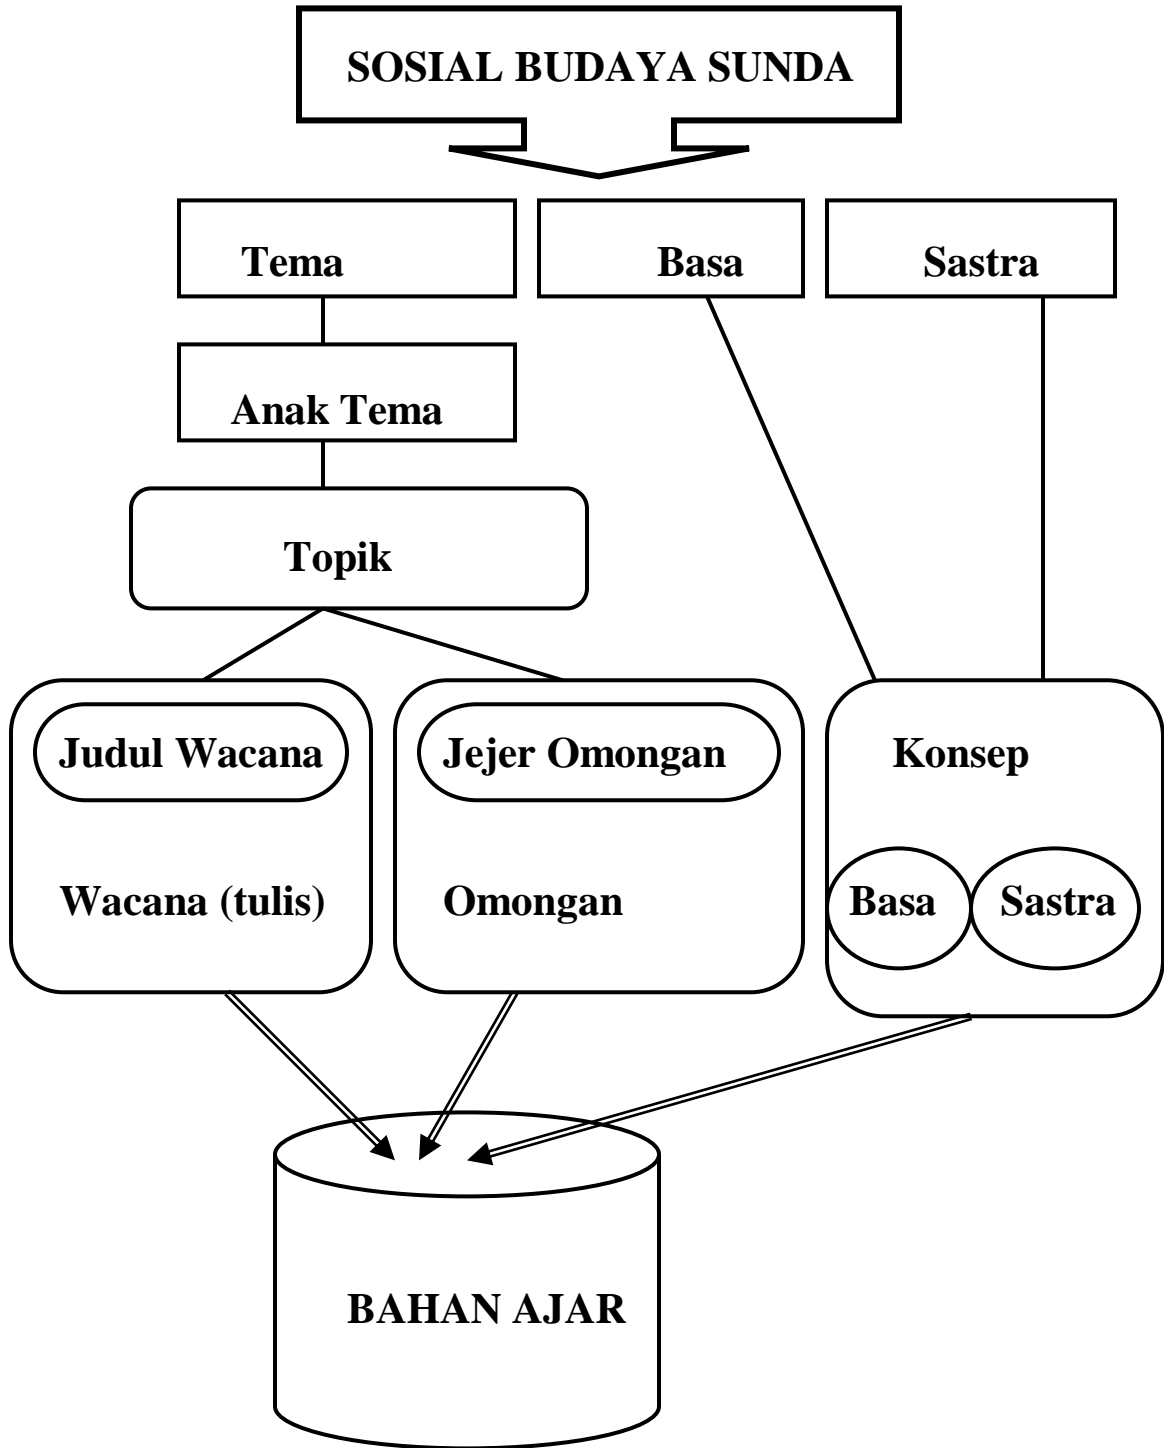 SOSIAL BUDAYA SUNDA
Tema
Basa
Sastra
Anak Tema
Topik
Judul Wacana
Wacana (tulis)
Jejer Omongan
Omongan
Konsep
Basa
Sastra
BAHAN AJAR